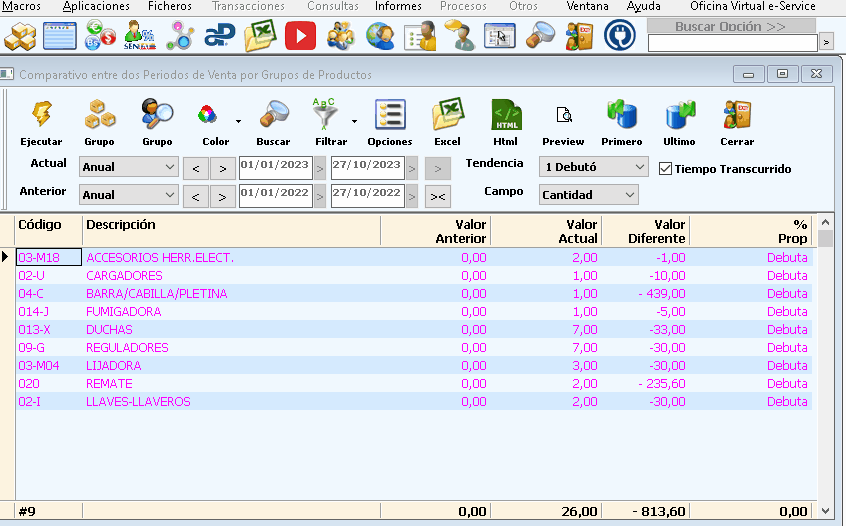 Macros Aplicaciones Ficheros Transacciones Consultas Informes Procesos Otros Ventana Ayuda Oficina Virtual e-Service
Buscar Opción >>
SENIAT aP >
Comparativo entre dos Periodos de Venta por Grupos de Productos
Ejecutar Grupo Grupo Color Buscar Filtrar Opciones Excel Html Preview Primero Ultimo Cerrar
Actual Anual < > 01/01/2023 > 27/10/2023 > > Tendencia 1 Debutó Tiempo Transcurrido
Anterior Anual < > 01/01/2022 > 27/10/2022 > >< Campo Cantidad
Código Descripción Valor Anterior Valor Actual Valor Diferente % Prop
03-M18 ACCESORIOS HERR.ELECT. 0,00 2,00 -1,00 Debuta
02-U CARGADORES 0,00 1,00 -10,00 Debuta
04-C BARRA/CABILLA/PLETINA 0,00 1,00 - 439,00 Debuta
014-J FUMIGADORA 0,00 1,00 -5,00 Debuta
013-X DUCHAS 0,00 7,00 -33,00 Debuta
09-G REGULADORES 0,00 7,00 -30,00 Debuta
03-M04 LIJADORA 0,00 3,00 -30,00 Debuta
020 REMATE 0,00 2,00 - 235,60 Debuta
02-I LLAVES-LLAVEROS 0,00 2,00 -30,00 Debuta
#9 0,00 26,00 - 813,60 0,00